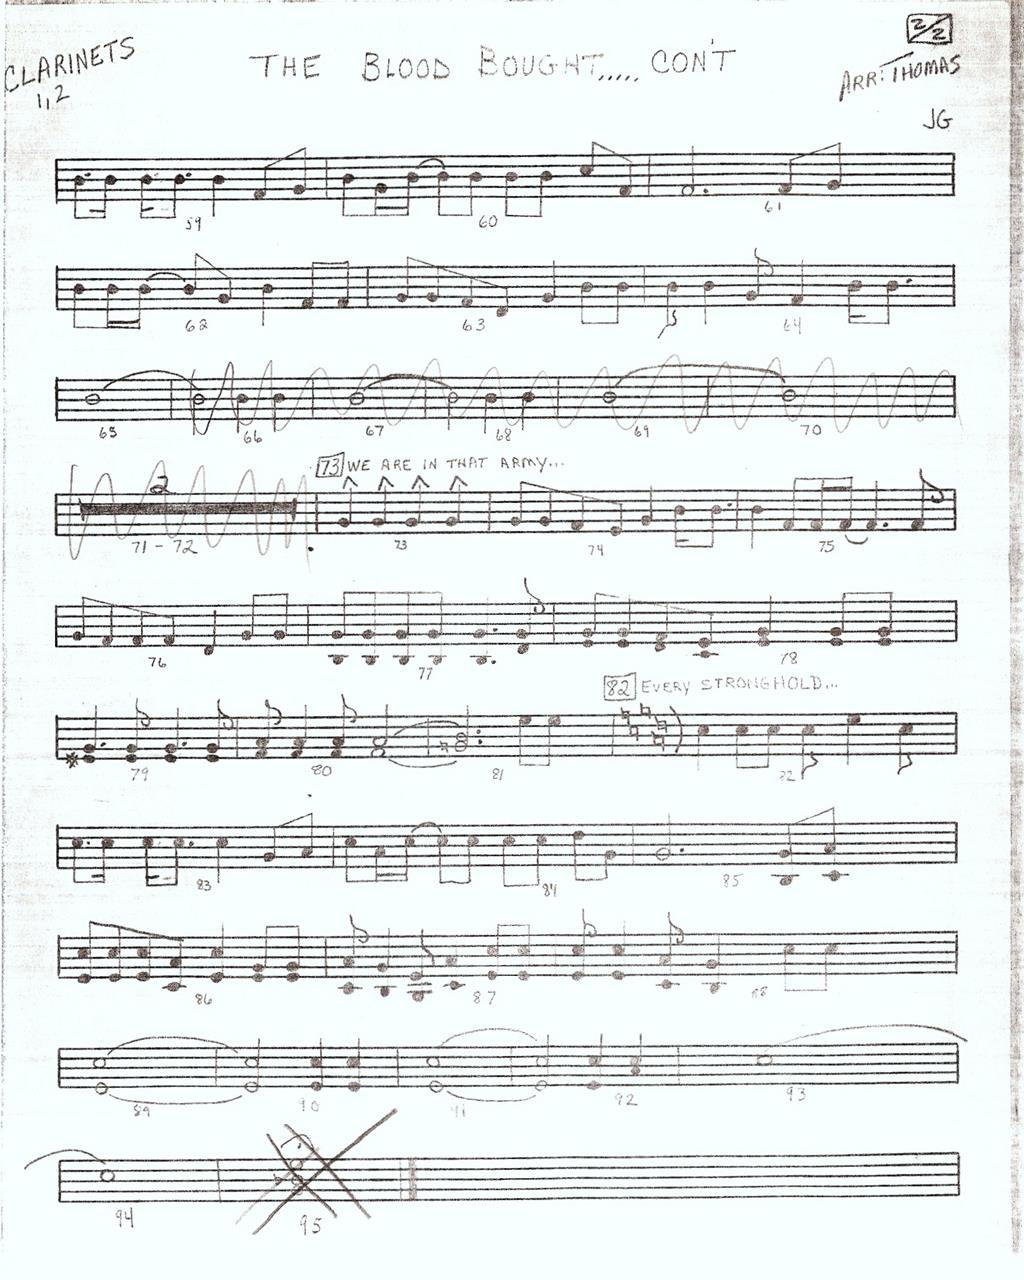 2/2
CLARINETS
1,2
THE BLOOD BOUGHT..... CON'T
ARR: THOMAS
JG
59 60 61
62 63 64
65 66 67 68 69 70
73 WE ARE IN THAT ARMY...
2
71 - 72 73 74 75
76 77 78
82 EVERY STRONGHOLD...
79 80 81 82
83 84 85
86 87 88
89 90 91 92 93
94 95